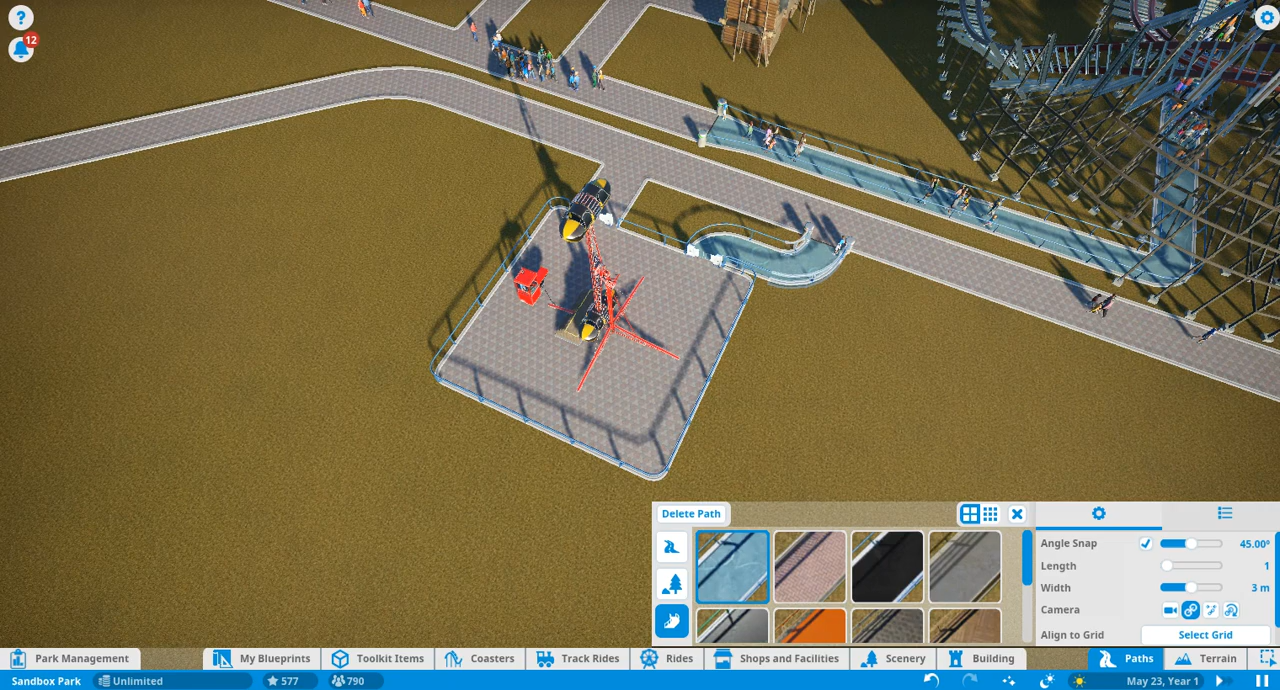 ?
12
Delete Path
Angle Snap
45.00°
Length
1
Width
3 m
Camera
Align to Grid
Select Grid
Park Management
My Blueprints
Toolkit Items
Coasters
Track Rides
Rides
Shops and Facilities
Scenery
Building
Paths
Terrain
Sandbox Park
Unlimited
577
790
May 23, Year 1